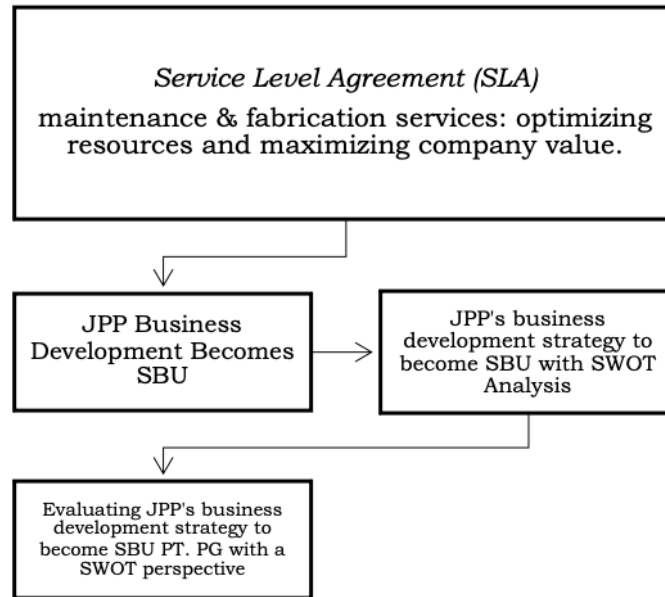 Service Level Agreement (SLA)
maintenance & fabrication services: optimizing
resources and maximizing company value.
JPP Business
Development Becomes
SBU
JPP's business
development strategy to
become SBU with SWOT
Analysis
Evaluating JPP's business
development strategy to
become SBU PT. PG with a
SWOT perspective